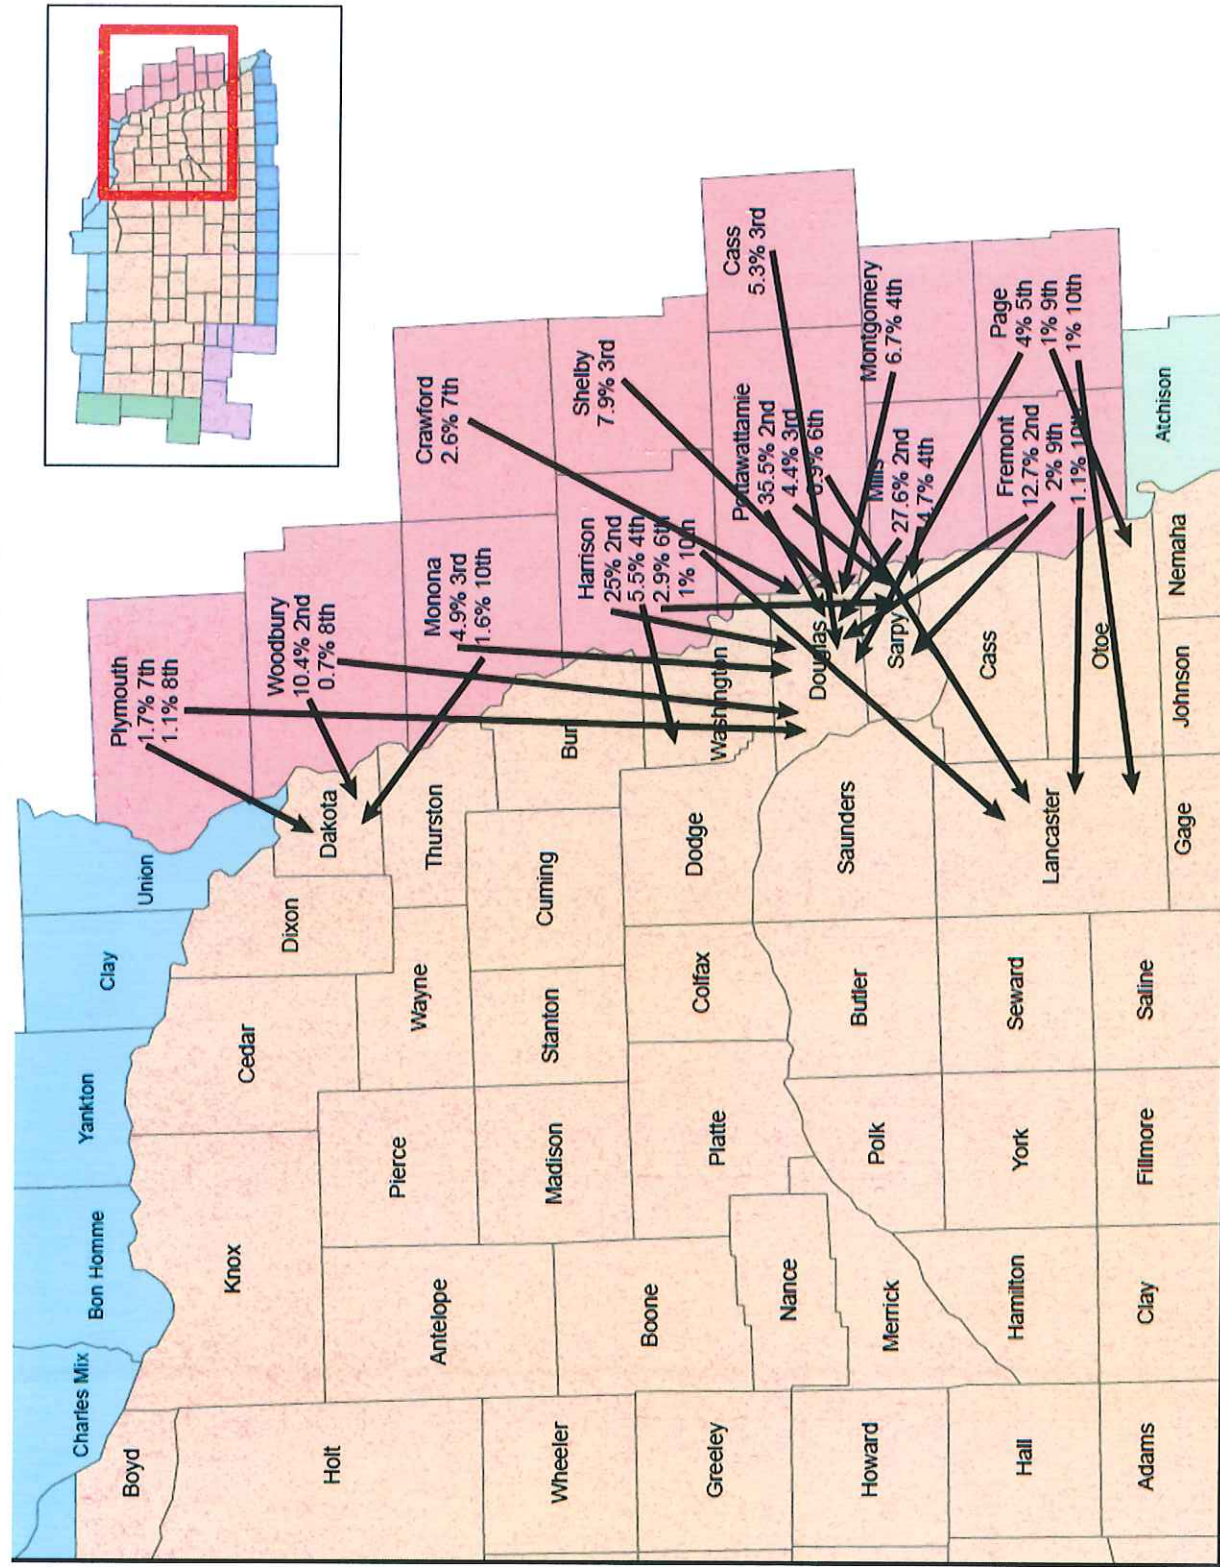 Charles Mix
Bon Homme
Yankton
Clay
Union
Plymouth
1.7% 7th
1.1% 8th
Woodbury
10.4% 2nd
0.7% 8th
Monona
4.9% 3rd
1.6% 10th
Crawford
2.6% 7th
Harrison
25% 2nd
5.5% 4th
2.9% 6th
1% 10th
Shelby
7.9% 3rd
Pottawattamie
35.5% 2nd
4.4% 3rd
0.9% 6th
Cass
5.3% 3rd
Mills
27.6% 2nd
4.7% 4th
Montgomery
6.7% 4th
Fremont
12.7% 2nd
2% 9th
1.1% 10th
Page
4% 5th
1% 9th
1% 10th
Atchison
Boyd
Knox
Cedar
Dixon
Dakota
Holt
Antelope
Pierce
Wayne
Thurston
Wheeler
Boone
Madison
Stanton
Cuming
Bur
Greeley
Nance
Platte
Colfax
Dodge
Washington
Howard
Merrick
Polk
Butler
Saunders
Douglas
Sarpy
Hall
Hamilton
York
Seward
Lancaster
Cass
Otoe
Adams
Clay
Fillmore
Saline
Gage
Johnson
Nemaha